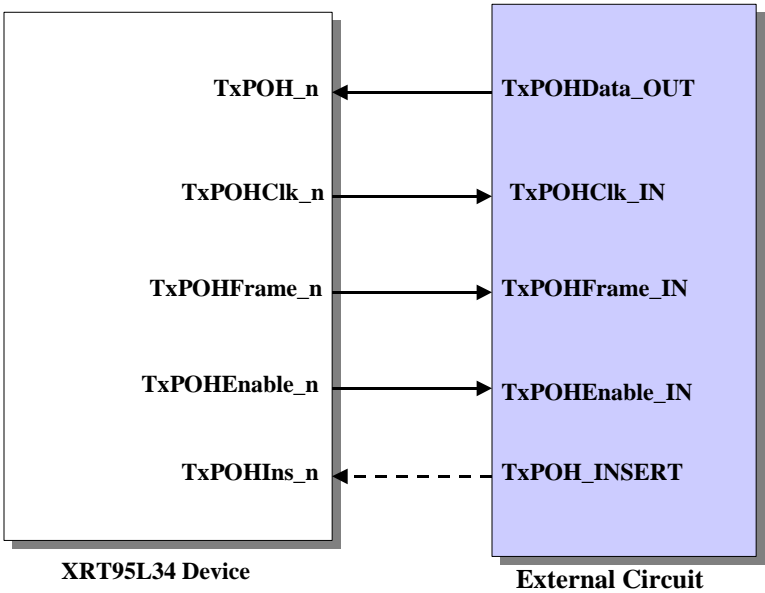 TxPOH_n
TxPOHData_OUT
TxPOHClk_n
TxPOHClk_IN
TxPOHFrame_n
TxPOHFrame_IN
TxPOHEnable_n
TxPOHEnable_IN
TxPOHIns_n
TxPOH_INSERT
XRT95L34 Device
External Circuit